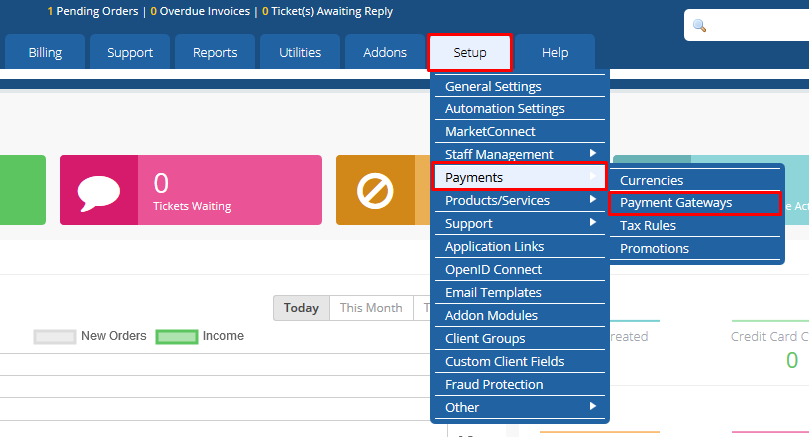 1 Pending Orders | 0 Overdue Invoices | 0 Ticket(s) Awaiting Reply
Billing
Support
Reports
Utilities
Addons
Setup
Help
General Settings
Automation Settings
MarketConnect
Staff Management
Payments
Products/Services
Support
Application Links
OpenID Connect
Email Templates
Addon Modules
Client Groups
Custom Client Fields
Fraud Protection
Other
Currencies
Payment Gateways
Tax Rules
Promotions
0
Tickets Waiting
Today
This Month
New Orders
Income
Credit Card
0